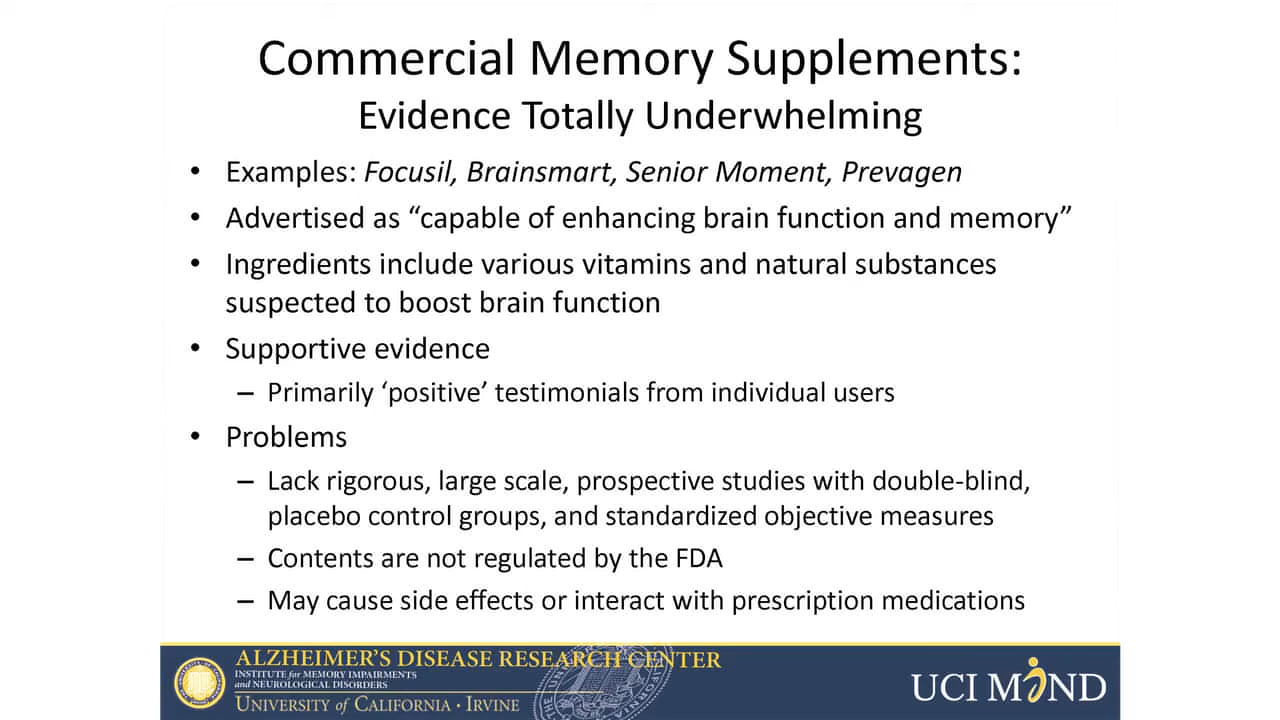 Commercial Memory Supplements:
Evidence Totally Underwhelming
• Examples: Focusil, Brainsmart, Senior Moment, Prevagen
• Advertised as “capable of enhancing brain function and memory”
• Ingredients include various vitamins and natural substances
suspected to boost brain function
• Supportive evidence
– Primarily ‘positive’ testimonials from individual users
• Problems
– Lack rigorous, large scale, prospective studies with double-blind,
placebo control groups, and standardized objective measures
– Contents are not regulated by the FDA
– May cause side effects or interact with prescription medications
ALZHEIMER’S DISEASE RESEARCH CENTER
INSTITUTE for MEMORY IMPAIRMENTS
and NEUROLOGICAL DISORDERS
UNIVERSITY of CALIFORNIA • IRVINE
UCI MIND